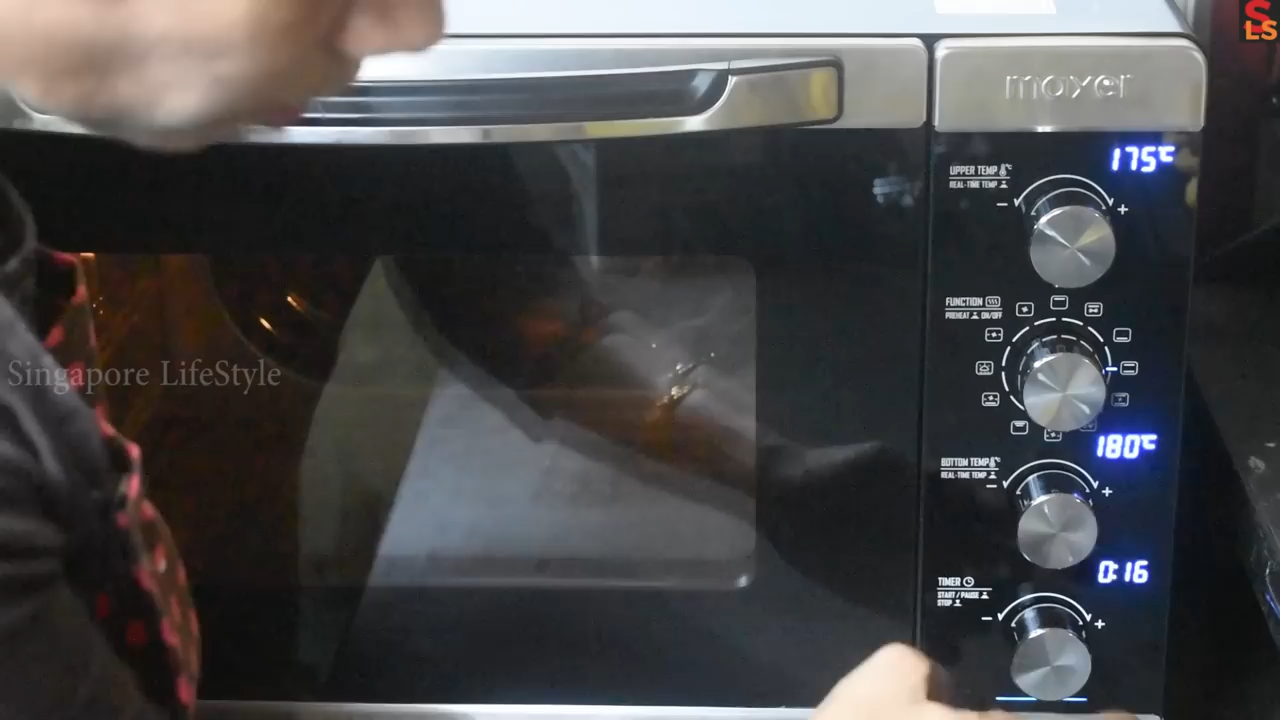 SLS
mayer
175°C
UPPER TEMP °C
REAL-TIME TEMP
- +
FUNCTION
PREHEAT ON/OFF
Singapore LifeStyle
180°C
BOTTOM TEMP °C
REAL-TIME TEMP
- +
0:16
TIMER
START / PAUSE
STOP
- +